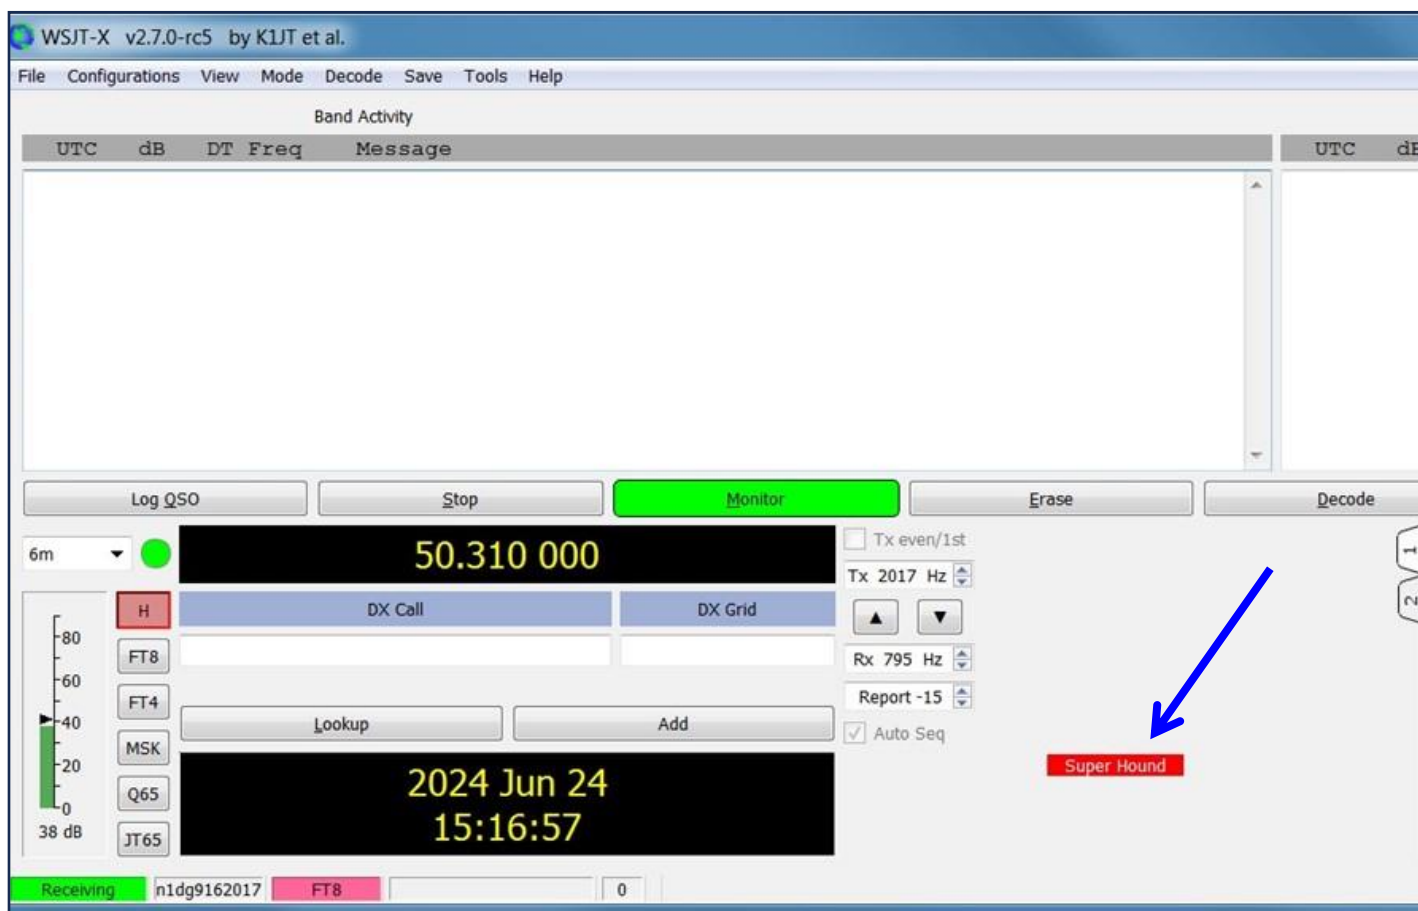 WSJT-X v2.7.0-rc5 by K1JT et al.
File Configurations View Mode Decode Save Tools Help
Band Activity
UTC dB DT Freq Message
UTC dB
Log QSO Stop Monitor Erase Decode
6m
50.310 000
Tx even/1st
Tx 2017 Hz
1
2
H
DX Call DX Grid
▲ ▼
-80
FT8
Rx 795 Hz
-60
FT4
Report -15
-40
Lookup Add
Auto Seq
MSK
-20
Super Hound
Q65
2024 Jun 24
15:16:57
-0
38 dB
JT65
Receiving n1dg9162017 FT8 0